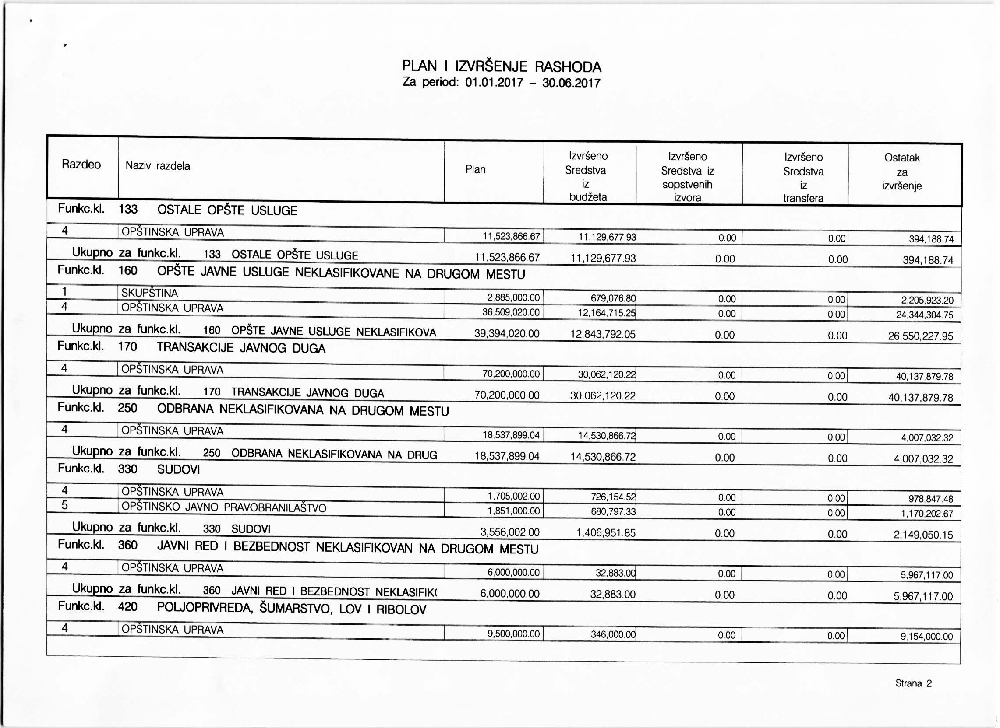 PLAN I IZVRŠENJE RASHODA
Za period: 01.01.2017 – 30.06.2017
Razdeo Naziv razdela Plan Izvršeno Sredstva iz budžeta Izvršeno Sredstva iz sopstvenih izvora Izvršeno Sredstva iz transfera Ostatak za izvršenje
Funkc.kl. 133 OSTALE OPŠTE USLUGE
4 OPŠTINSKA UPRAVA 11,523,866.67 11,129,677.93 0.00 0.00 394,188.74
Ukupno za funkc.kl. 133 OSTALE OPŠTE USLUGE 11,523,866.67 11,129,677.93 0.00 0.00 394,188.74
Funkc.kl. 160 OPŠTE JAVNE USLUGE NEKLASIFIKOVANE NA DRUGOM MESTU
1 SKUPŠTINA 2,885,000.00 679,076.80 0.00 0.00 2,205,923.20
4 OPŠTINSKA UPRAVA 36,509,020.00 12,164,715.25 0.00 0.00 24,344,304.75
Ukupno za funkc.kl. 160 OPŠTE JAVNE USLUGE NEKLASIFIKOVA 39,394,020.00 12,843,792.05 0.00 0.00 26,550,227.95
Funkc.kl. 170 TRANSAKCIJE JAVNOG DUGA
4 OPŠTINSKA UPRAVA 70,200,000.00 30,062,120.22 0.00 0.00 40,137,879.78
Ukupno za funkc.kl. 170 TRANSAKCIJE JAVNOG DUGA 70,200,000.00 30,062,120.22 0.00 0.00 40,137,879.78
Funkc.kl. 250 ODBRANA NEKLASIFIKOVANA NA DRUGOM MESTU
4 OPŠTINSKA UPRAVA 18,537,899.04 14,530,866.72 0.00 0.00 4,007,032.32
Ukupno za funkc.kl. 250 ODBRANA NEKLASIFIKOVANA NA DRUG 18,537,899.04 14,530,866.72 0.00 0.00 4,007,032.32
Funkc.kl. 330 SUDOVI
4 OPŠTINSKA UPRAVA 1,705,002.00 726,154.52 0.00 0.00 978,847.48
5 OPŠTINSKO JAVNO PRAVOBRANILAŠTVO 1,851,000.00 680,797.33 0.00 0.00 1,170,202.67
Ukupno za funkc.kl. 330 SUDOVI 3,556,002.00 1,406,951.85 0.00 0.00 2,149,050.15
Funkc.kl. 360 JAVNI RED I BEZBEDNOST NEKLASIFIKOVAN NA DRUGOM MESTU
4 OPŠTINSKA UPRAVA 6,000,000.00 32,883.00 0.00 0.00 5,967,117.00
Ukupno za funkc.kl. 360 JAVNI RED I BEZBEDNOST NEKLASIFIK 6,000,000.00 32,883.00 0.00 0.00 5,967,117.00
Funkc.kl. 420 POLJOPRIVREDA, ŠUMARSTVO, LOV I RIBOLOV
4 OPŠTINSKA UPRAVA 9,500,000.00 346,000.00 0.00 0.00 9,154,000.00
Strana 2